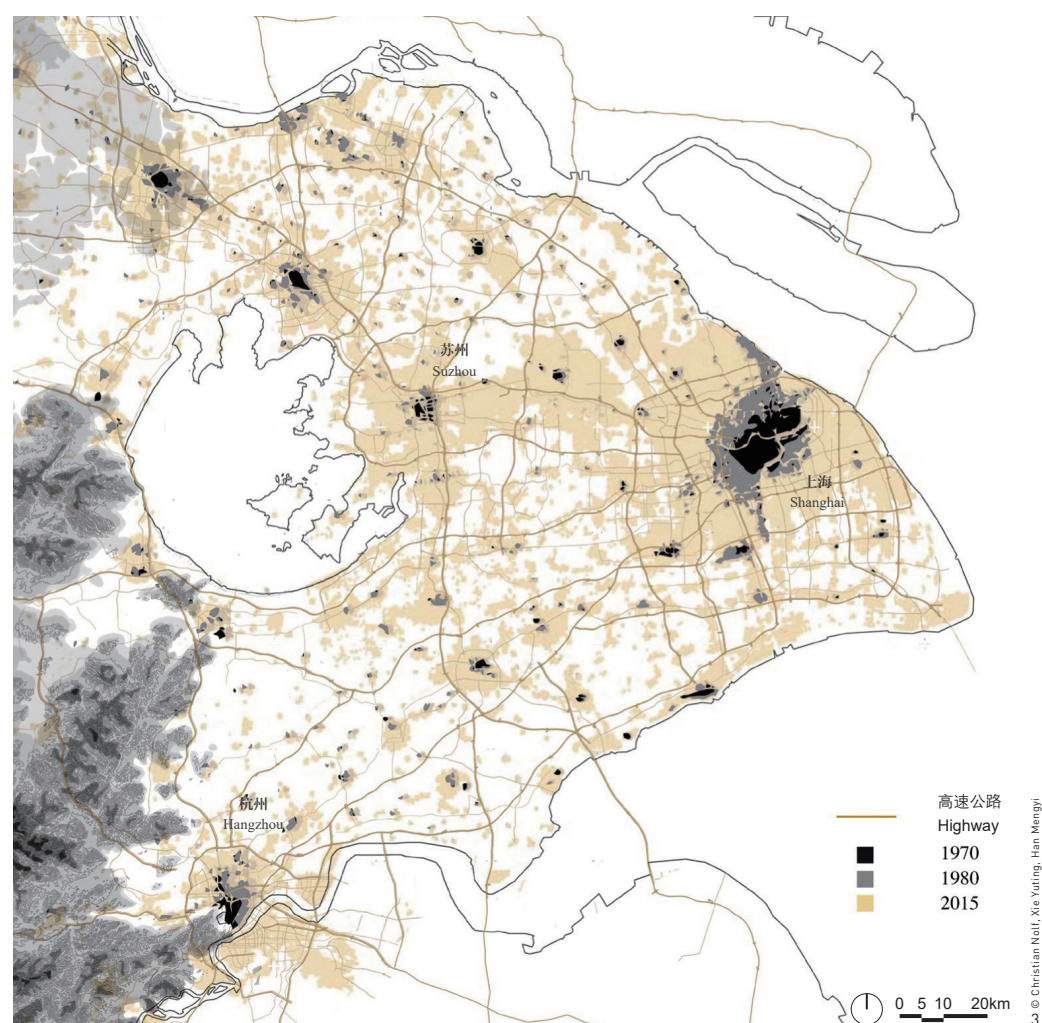 苏州
Suzhou
上海
Shanghai
杭州
Hangzhou
高速公路
Highway
1970
1980
2015
0 5 10 20km
© Christian Nolf, Xie Yuting, Han Mengyi
3